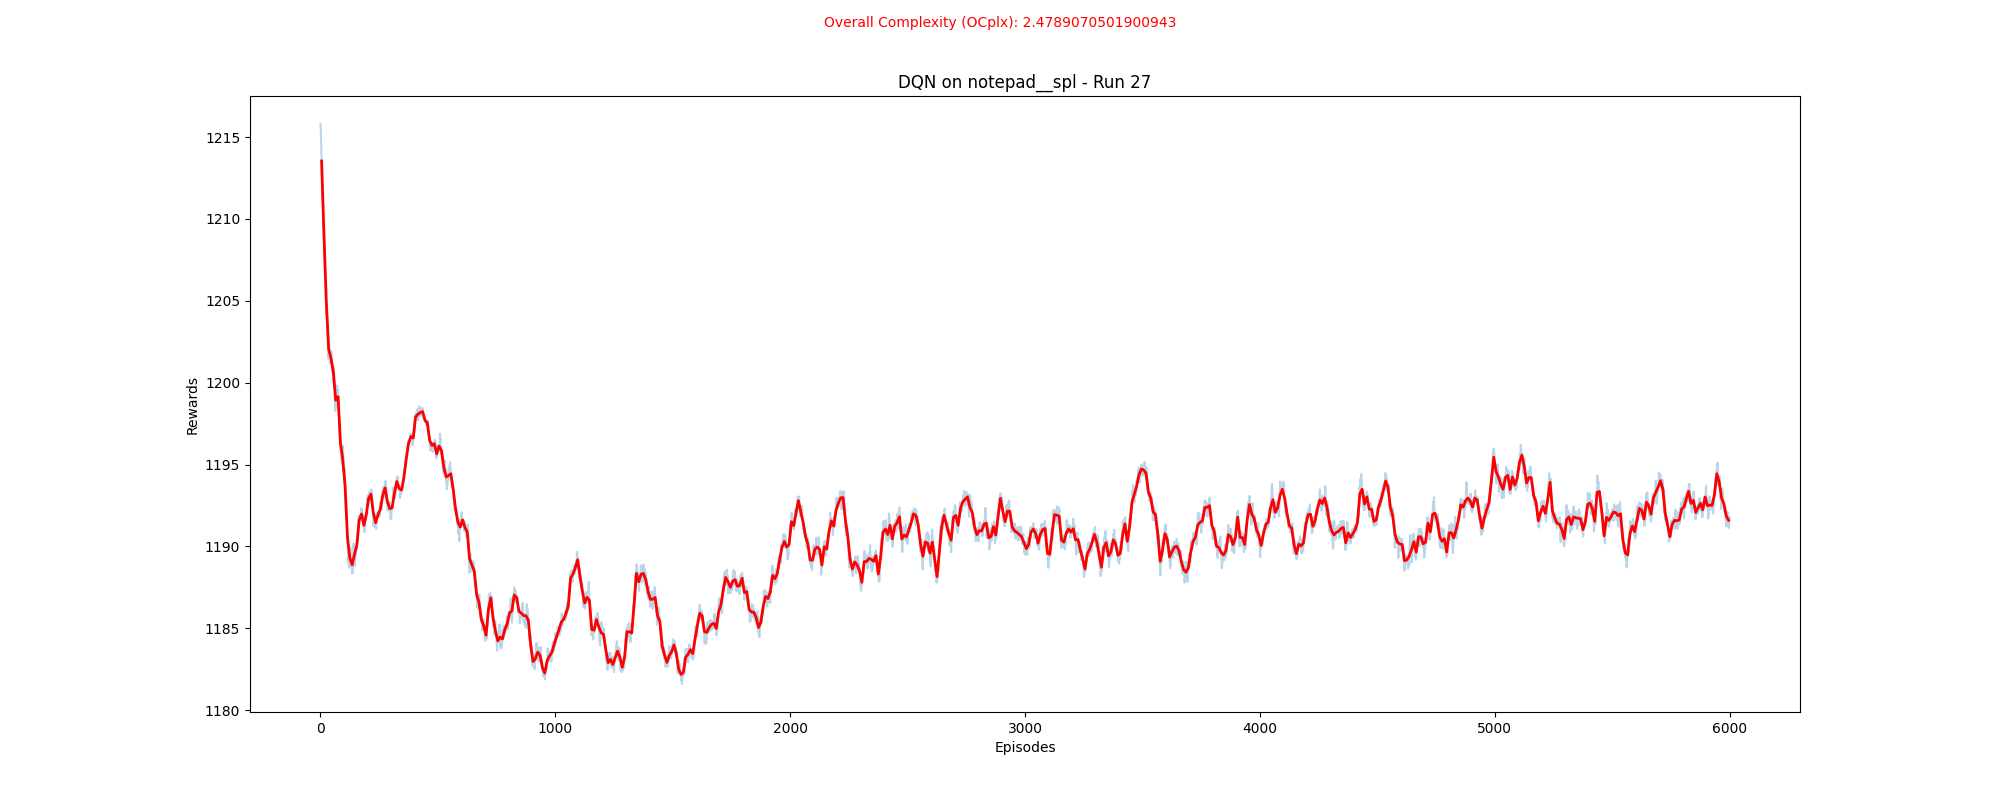 Overall Complexity (OCplx): 2.4789070501900943
DQN on notepad__spl - Run 27
1215
1210
1205
1200
1195
1190
1185
1180
Rewards
0 1000 2000 3000 4000 5000 6000
Episodes